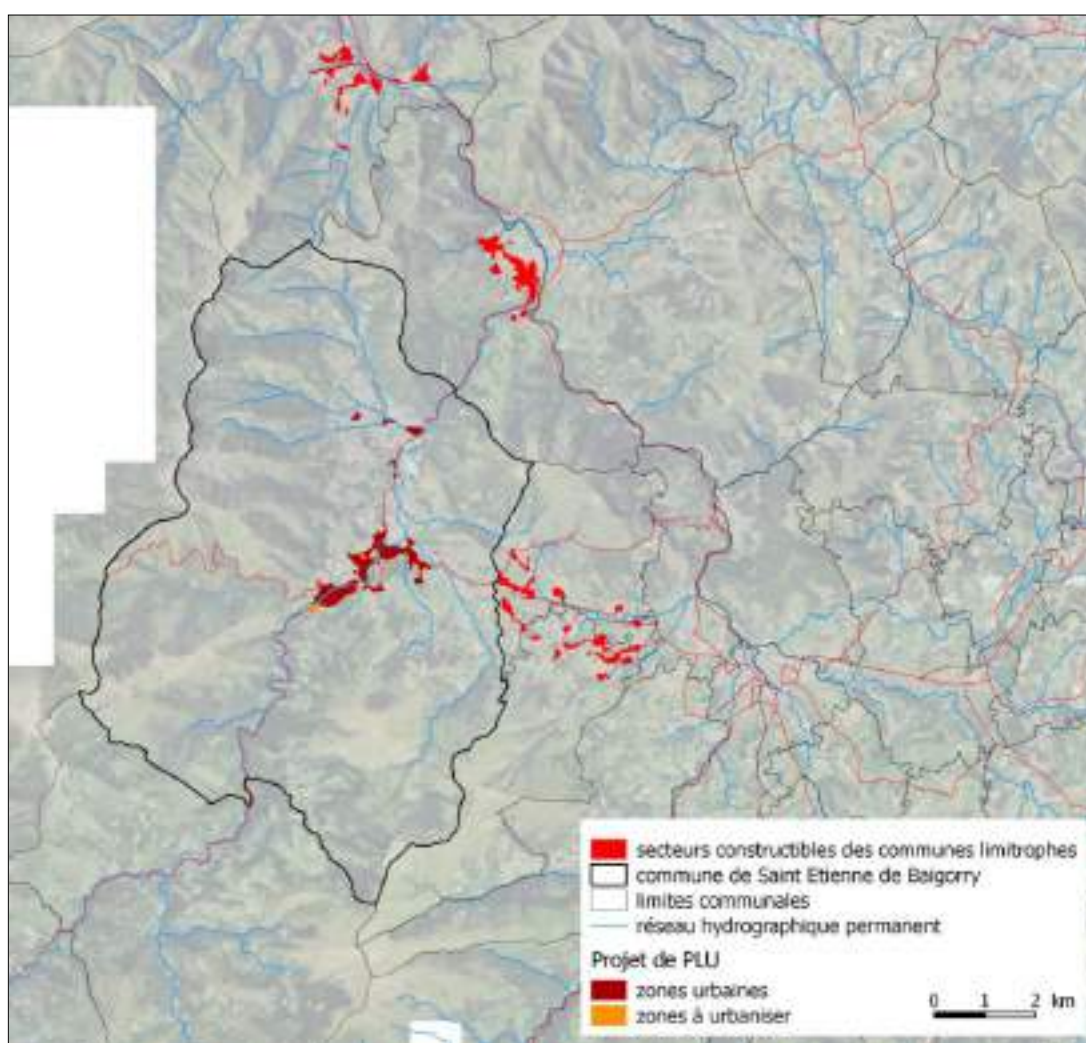 secteurs constructibles des communes limitrophes
commune de Saint Etienne de Baigorry
limites communales
réseau hydrographique permanent
Projet de PLU
zones urbaines
zones à urbaniser
0 1 2 km